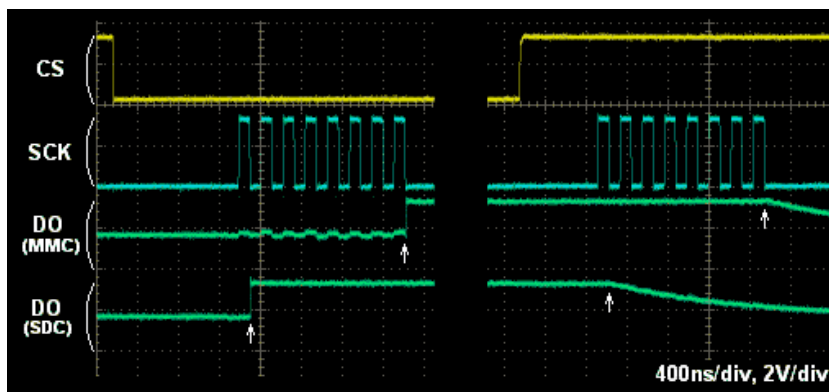 CS
SCK
DO
(MMC)
DO
(SDC)
400ns/div, 2V/div